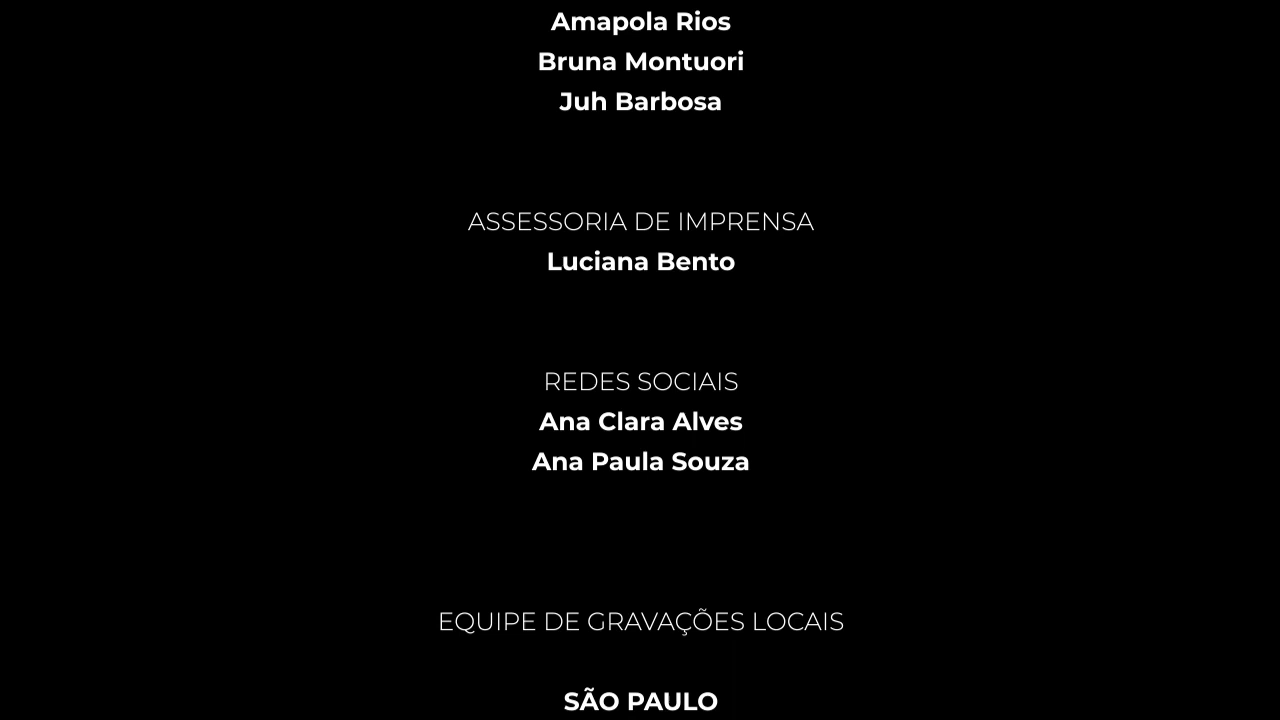 Amapola Rios
Bruna Montuori
Juh Barbosa
ASSESSORIA DE IMPRENSA
Luciana Bento
REDES SOCIAIS
Ana Clara Alves
Ana Paula Souza
EQUIPE DE GRAVAÇÕES LOCAIS
SÃO PAULO